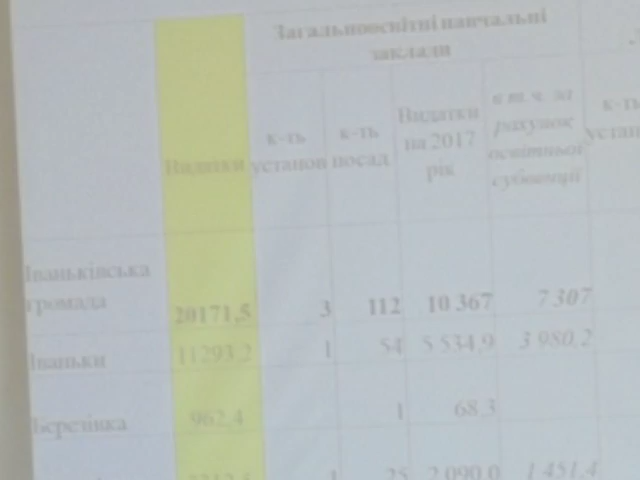 Загальноосвітні навчальні
заклади
Видатки
к-ть
установ
к-ть
посад
Видатки
на 2017
рік
в т.ч. за
рахунок
освітньої
субвенції
к-ть
Іваньківська
громада
20171,5 3 112 10 367 7 307
Іваньки 11293,2 1 54 5 534,9 3 980,2
Березівка 962,4 1 68,3
1 25 2 090,0 1 451,4